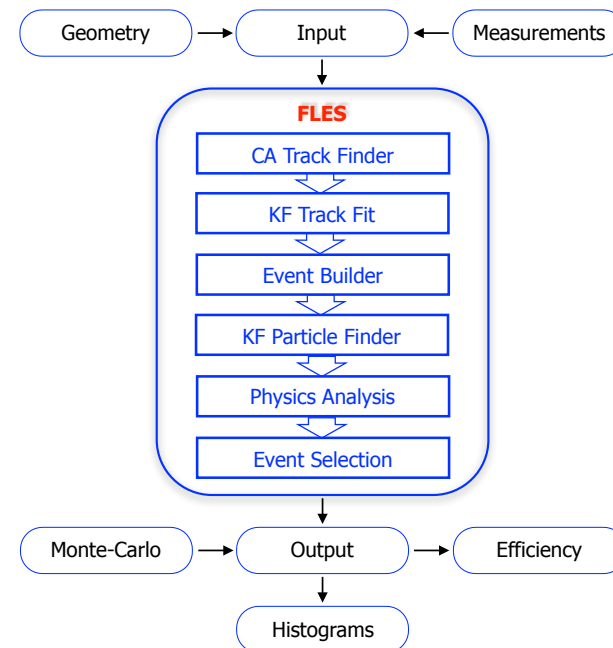 Geometry
Input
Measurements
FLES
CA Track Finder
KF Track Fit
Event Builder
KF Particle Finder
Physics Analysis
Event Selection
Monte-Carlo
Output
Efficiency
Histograms